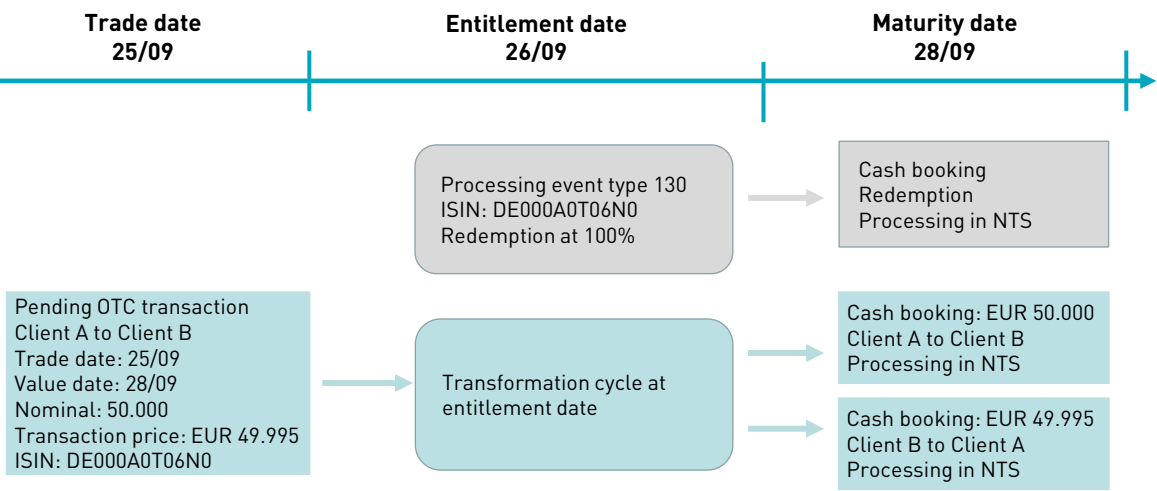 Trade date
25/09
Entitlement date
26/09
Maturity date
28/09
Processing event type 130
ISIN: DE000A0T06N0
Redemption at 100%
Cash booking
Redemption
Processing in NTS
Pending OTC transaction
Client A to Client B
Trade date: 25/09
Value date: 28/09
Nominal: 50.000
Transaction price: EUR 49.995
ISIN: DE000A0T06N0
Transformation cycle at
entitlement date
Cash booking: EUR 50.000
Client A to Client B
Processing in NTS
Cash booking: EUR 49.995
Client B to Client A
Processing in NTS